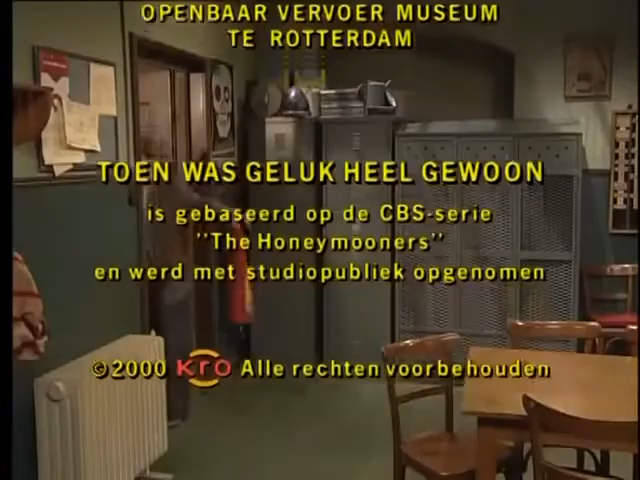 OPENBAAR VERVOER MUSEUM
TE ROTTERDAM
TOEN WAS GELUK HEEL GEWOON
is gebaseerd op de CBS-serie
''The Honeymooners''
en werd met studiopubliek opgenomen
©2000 KRO Alle rechten voorbehouden